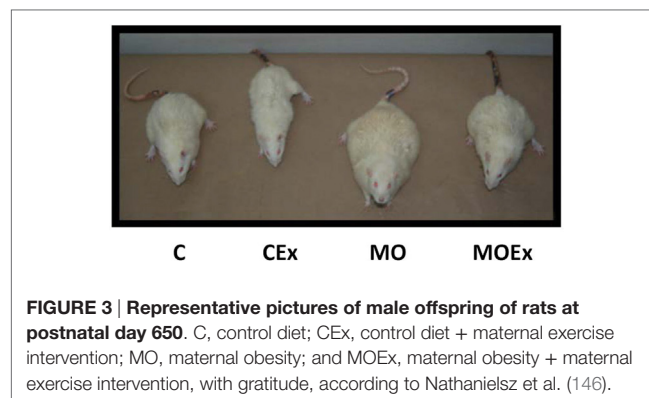 C CEx MO MOEx
FIGURE 3 | Representative pictures of male offspring of rats at
postnatal day 650. C, control diet; CEx, control diet + maternal exercise
intervention; MO, maternal obesity; and MOEx, maternal obesity + maternal
exercise intervention, with gratitude, according to Nathanielsz et al. (146).